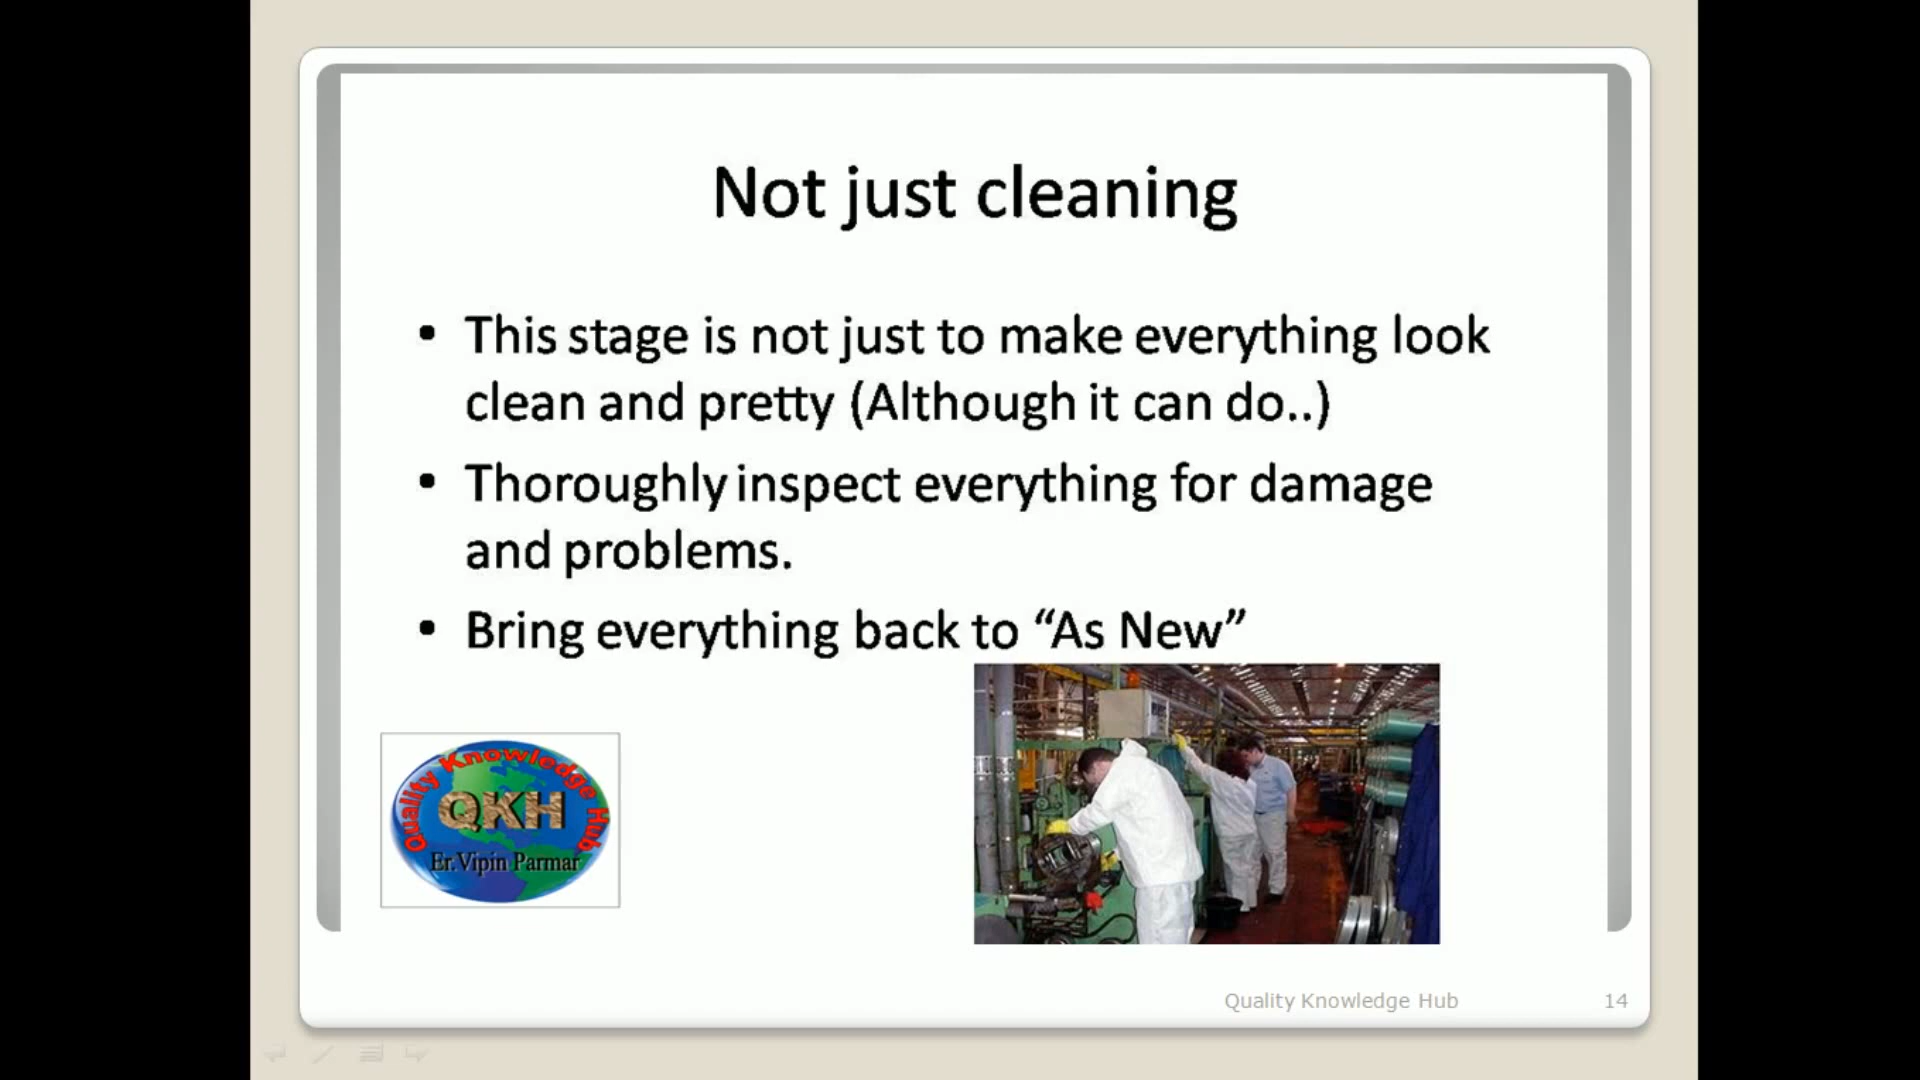 Not just cleaning
• This stage is not just to make everything look
clean and pretty (Although it can do..)
• Thoroughly inspect everything for damage
and problems.
• Bring everything back to “As New”
Quality Knowledge Hub
QKH
Er.Vipin Parmar
Quality Knowledge Hub
14